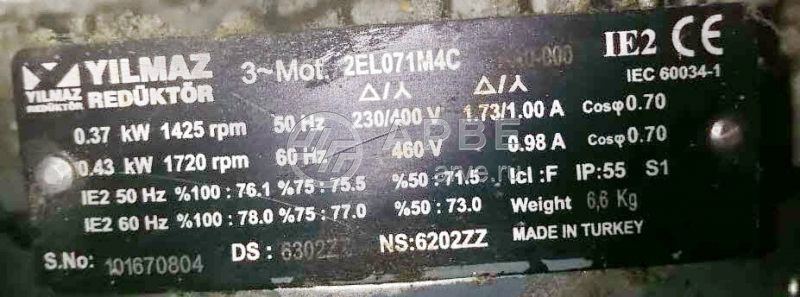 YILMAZ REDÜKTÖR
YILMAZ
REDÜKTÖR
3~Mot. 2EL071M4C
IE2 CE
IEC 60034-1
Δ/⅄ Δ/⅄
0.37 kW 1425 rpm 50 Hz 230/400 V 1.73/1.00 A Cosφ 0.70
0.43 kW 1720 rpm 60 Hz 460 V 0.98 A Cosφ 0.70
IE2 50 Hz %100 : 76.1 %75 : 75.5 %50 : 71.5 Icl :F IP:55 S1
IE2 60 Hz %100 : 78.0 %75 : 77.0 %50 : 73.0 Weight 6,6 Kg
S.No: 101670804 DS : 6302ZZ NS:6202ZZ MADE IN TURKEY
АРВЕ
arve.ru